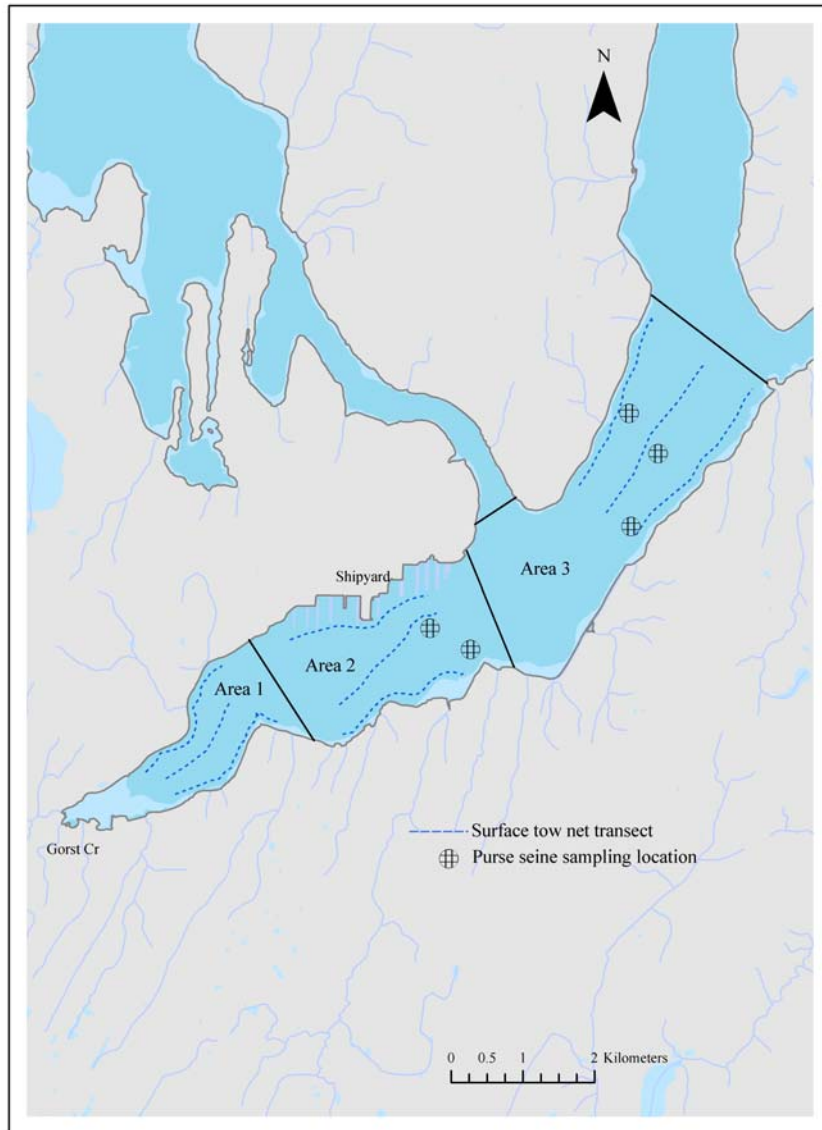 N
Area 3
Shipyard
Area 2
Area 1
Surface tow net transect
Gorst Cr
Purse seine sampling location
0 0.5 1 2 Kilometers